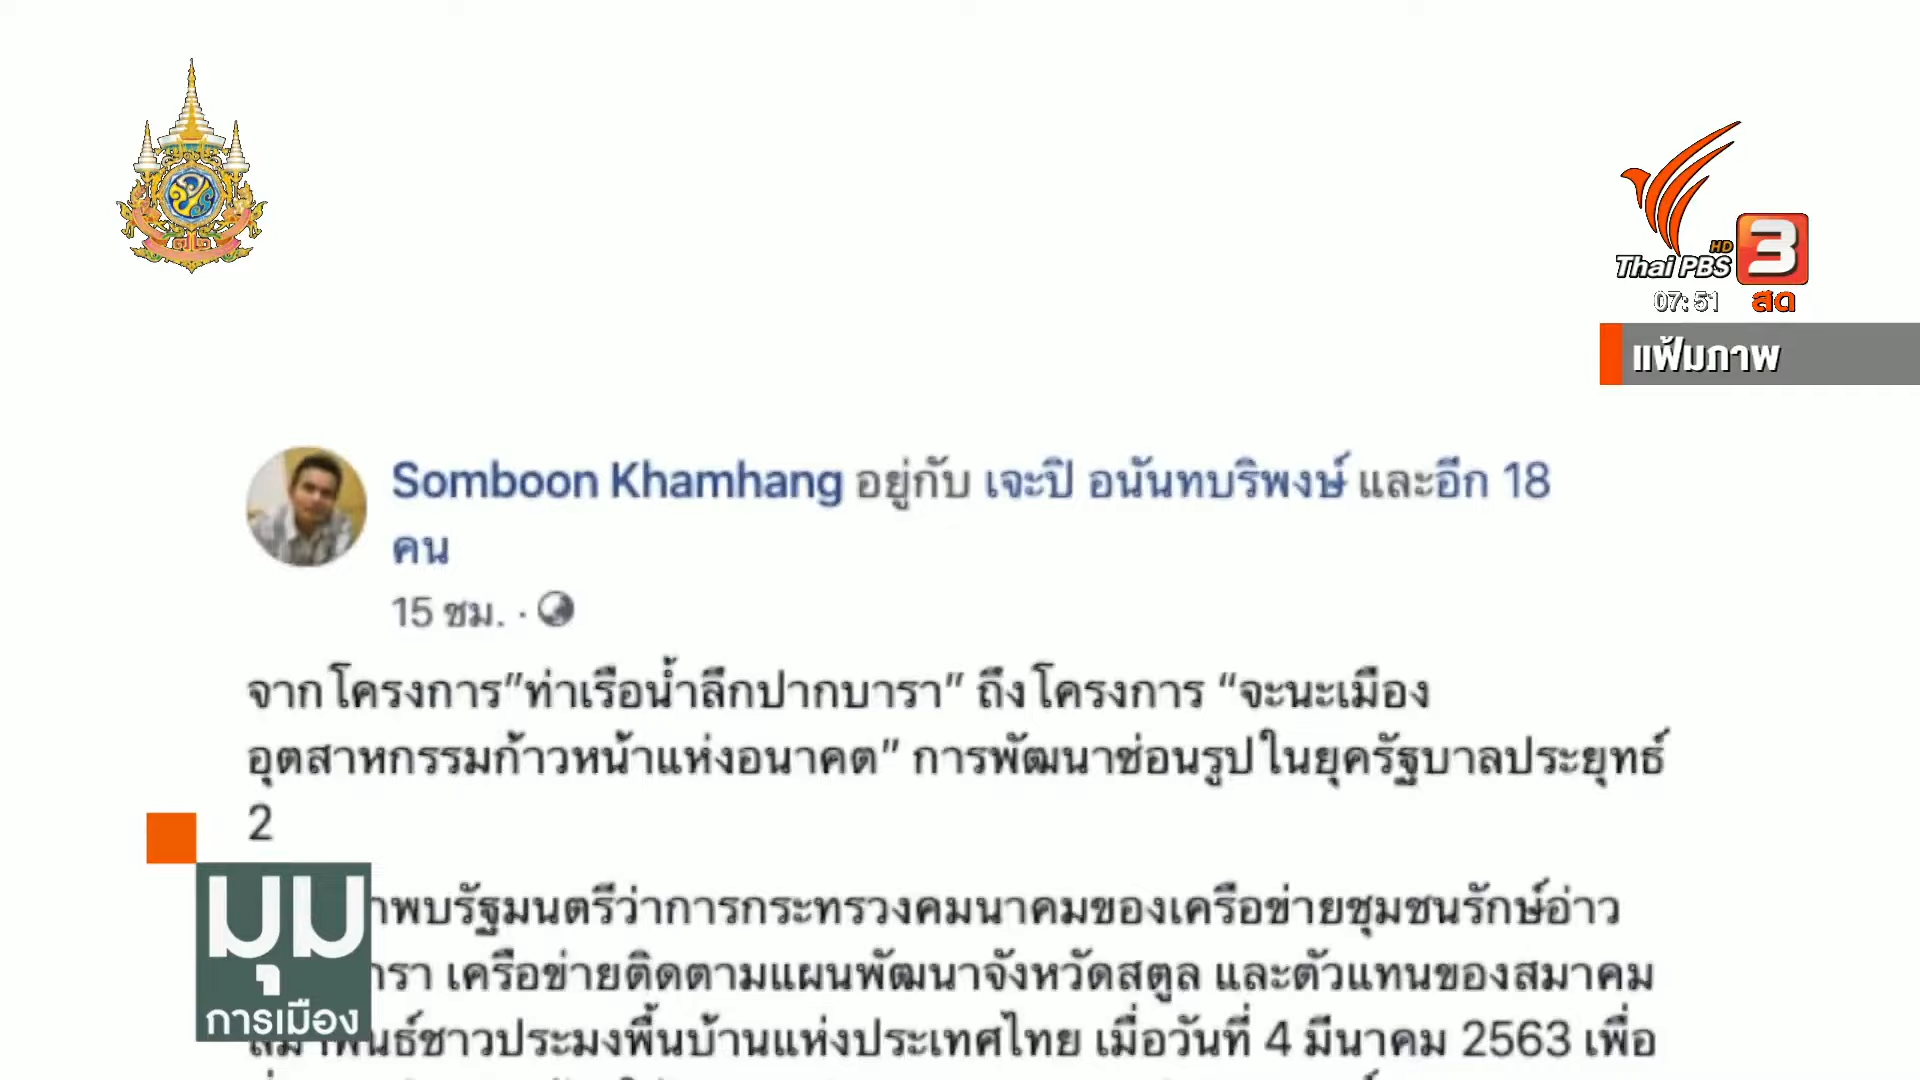 Thai PBS HD 3
07:51 สด
แฟ้มภาพ
Somboon Khamhang อยู่กับ เจะปิ อนันทบริพงษ์ และอีก 18
คน
15 ชม. ·
จากโครงการ"ท่าเรือน้ำลึกปากบารา" ถึงโครงการ "จะนะเมือง
อุตสาหกรรมก้าวหน้าแห่งอนาคต" การพัฒนาซ่อนรูปในยุครัฐบาลประยุทธ์
2
พบรัฐมนตรีว่าการกระทรวงคมนาคมของเครือข่ายชุมชนรักษ์อ่าว
เครือข่ายติดตามแผนพัฒนาจังหวัดสตูล และตัวแทนของสมาคม
ชาวประมงพื้นบ้านแห่งประเทศไทย เมื่อวันที่ 4 มีนาคม 2563 เพื่อ
มุม
การเมือง